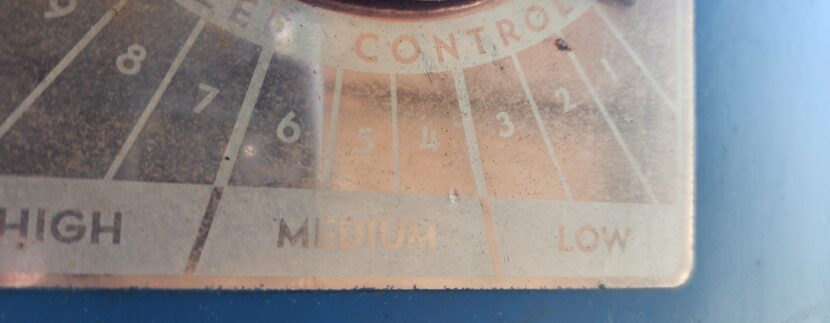 CONTROL
9 8 7 6 5 4 3 2 1
HIGH MEDIUM LOW